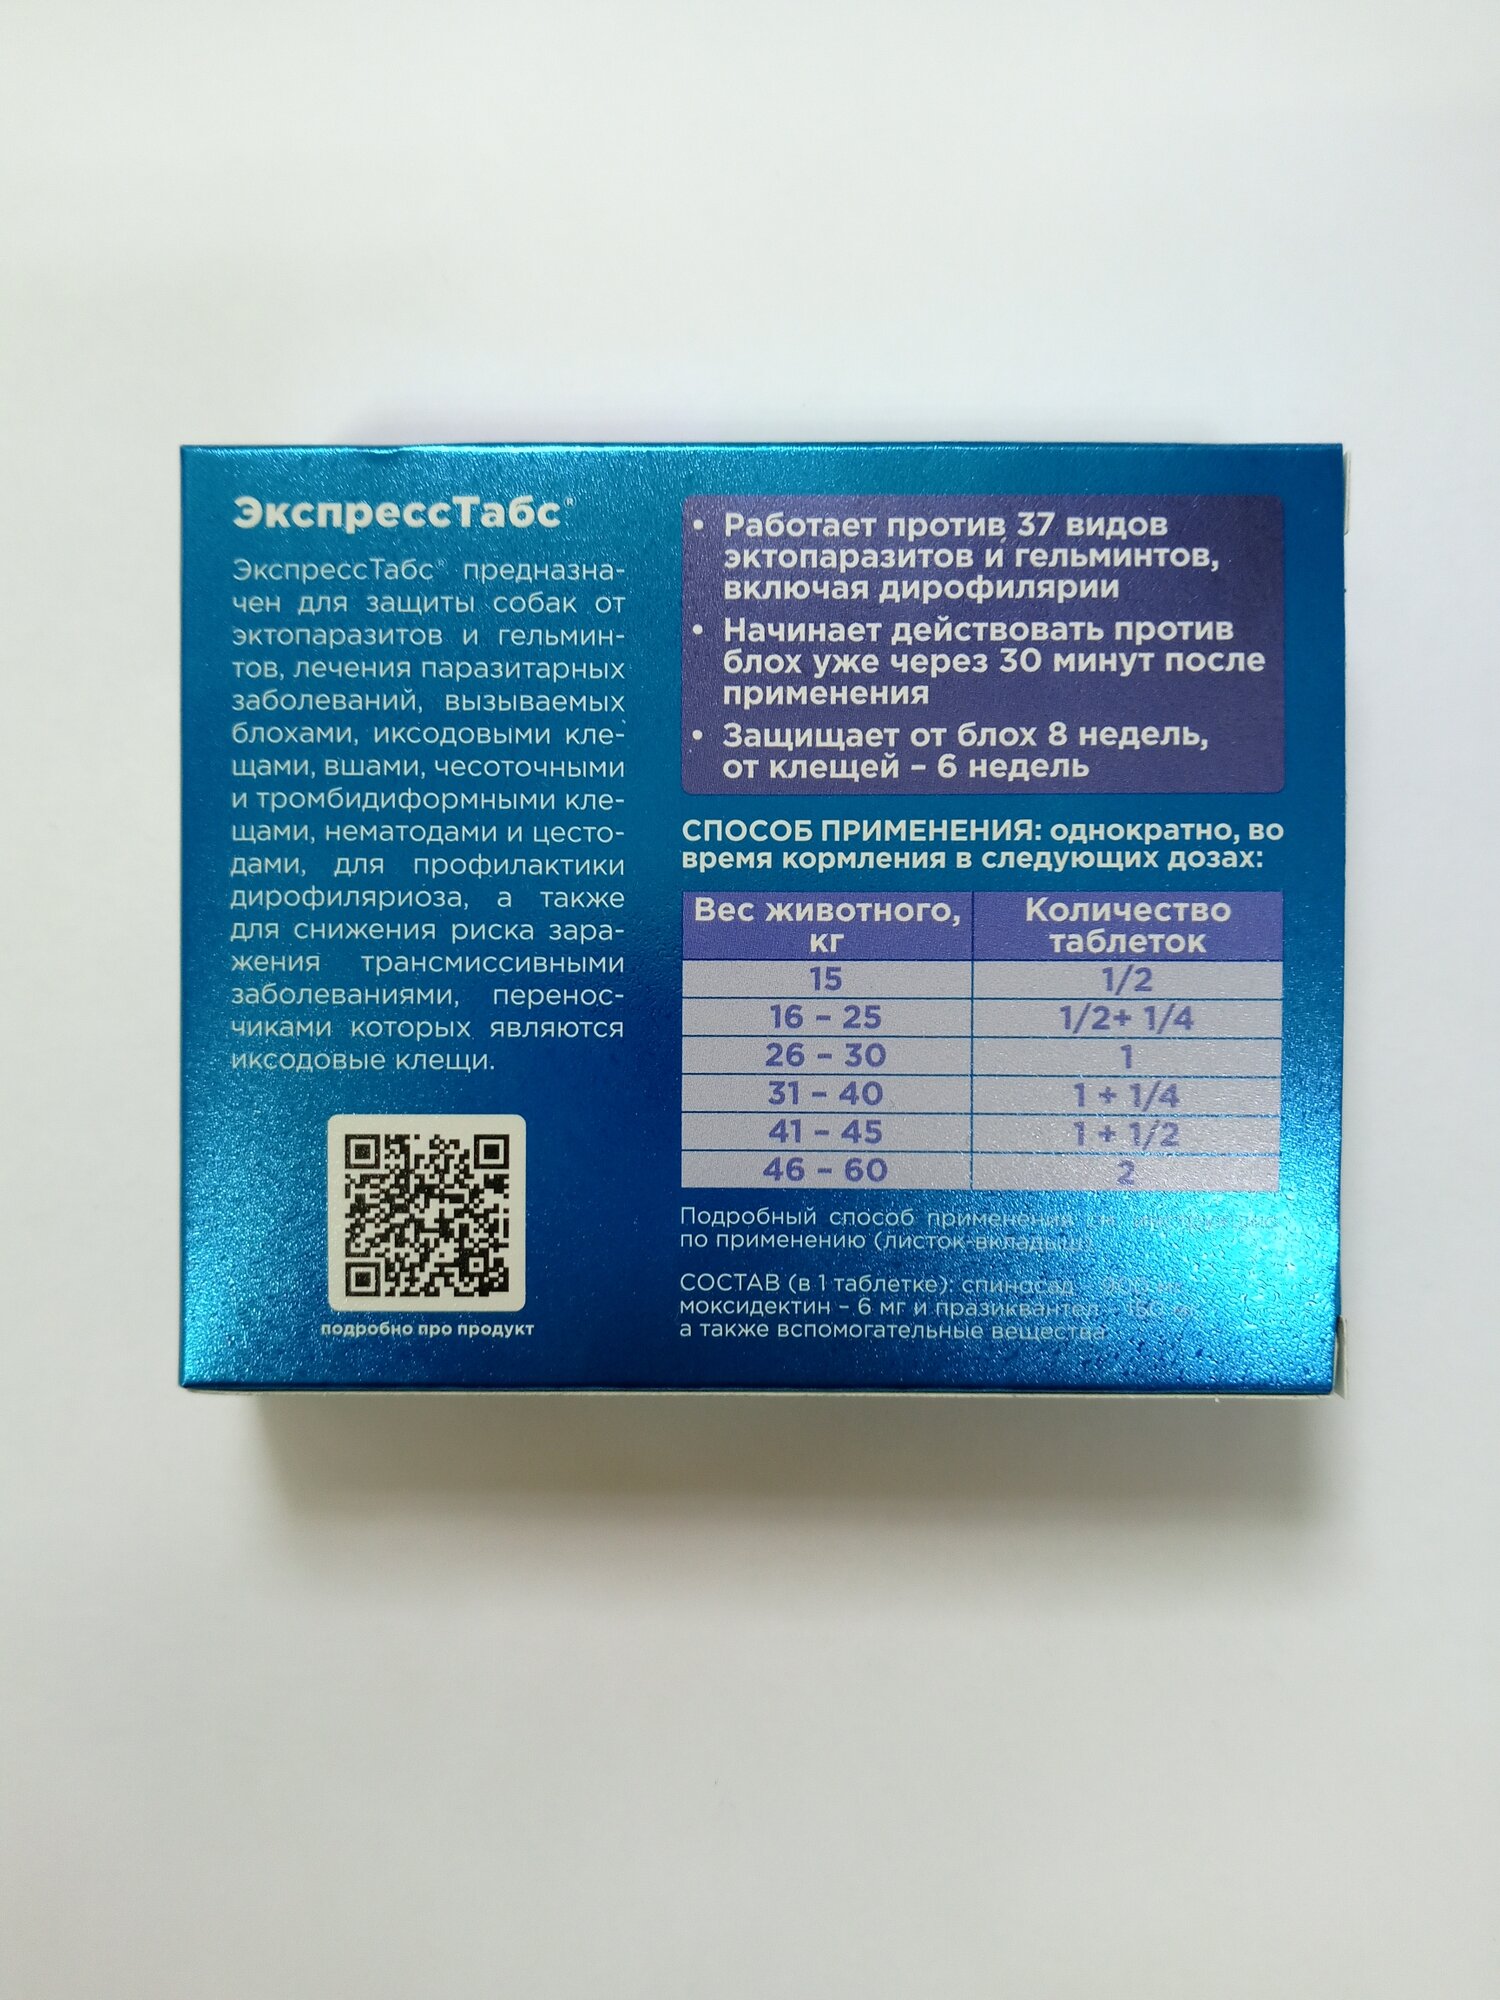 ЭкспрессТабс®
ЭкспрессТабс® предназна-
чен для защиты собак от
эктопаразитов и гельмин-
тов, лечения паразитарных
заболеваний, вызываемых
блохами, иксодовыми кле-
щами, вшами, чесоточными
и тромбидиформными кле-
щами, нематодами и цесто-
дами, для профилактики
дирофиляриоза, а также
для снижения риска зара-
жения трансмиссивными
заболеваниями, перенос-
чиками которых являются
иксодовые клещи.
подробно про продукт
• Работает против 37 видов
эктопаразитов и гельминтов,
включая дирофилярии
• Начинает действовать против
блох уже через 30 минут после
применения
• Защищает от блох 8 недель,
от клещей – 6 недель
СПОСОБ ПРИМЕНЕНИЯ: однократно, во
время кормления в следующих дозах:
Вес животного, кг Количество таблеток
15 1/2
16 – 25 1/2+ 1/4
26 – 30 1
31 – 40 1 + 1/4
41 – 45 1 + 1/2
46 – 60 2
Подробный способ применения см.
по применению (листок-вкладыш)
СОСТАВ (в 1 таблетке): спиносад
моксидектин – 6 мг и празиквантел – 150 мг,
а также вспомогательные вещества